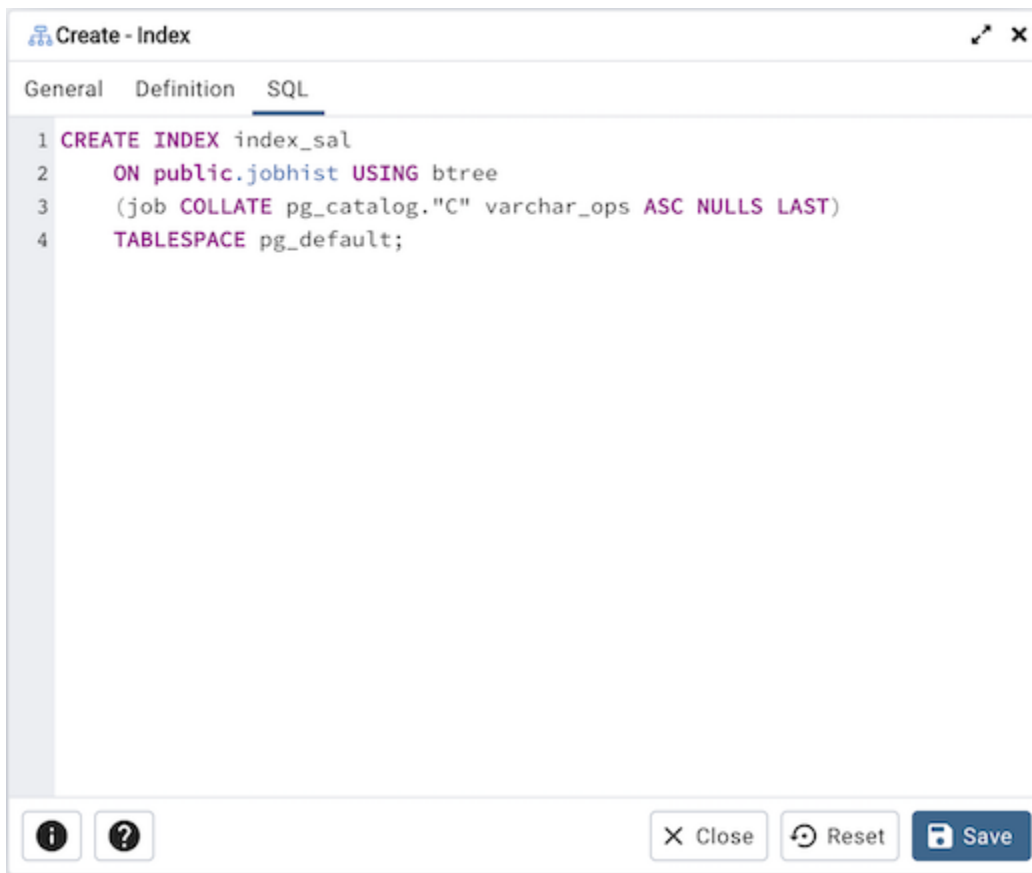 Create - Index
General Definition SQL
1 CREATE INDEX index_sal
2 ON public.jobhist USING btree
3 (job COLLATE pg_catalog."C" varchar_ops ASC NULLS LAST)
4 TABLESPACE pg_default;
Close Reset Save